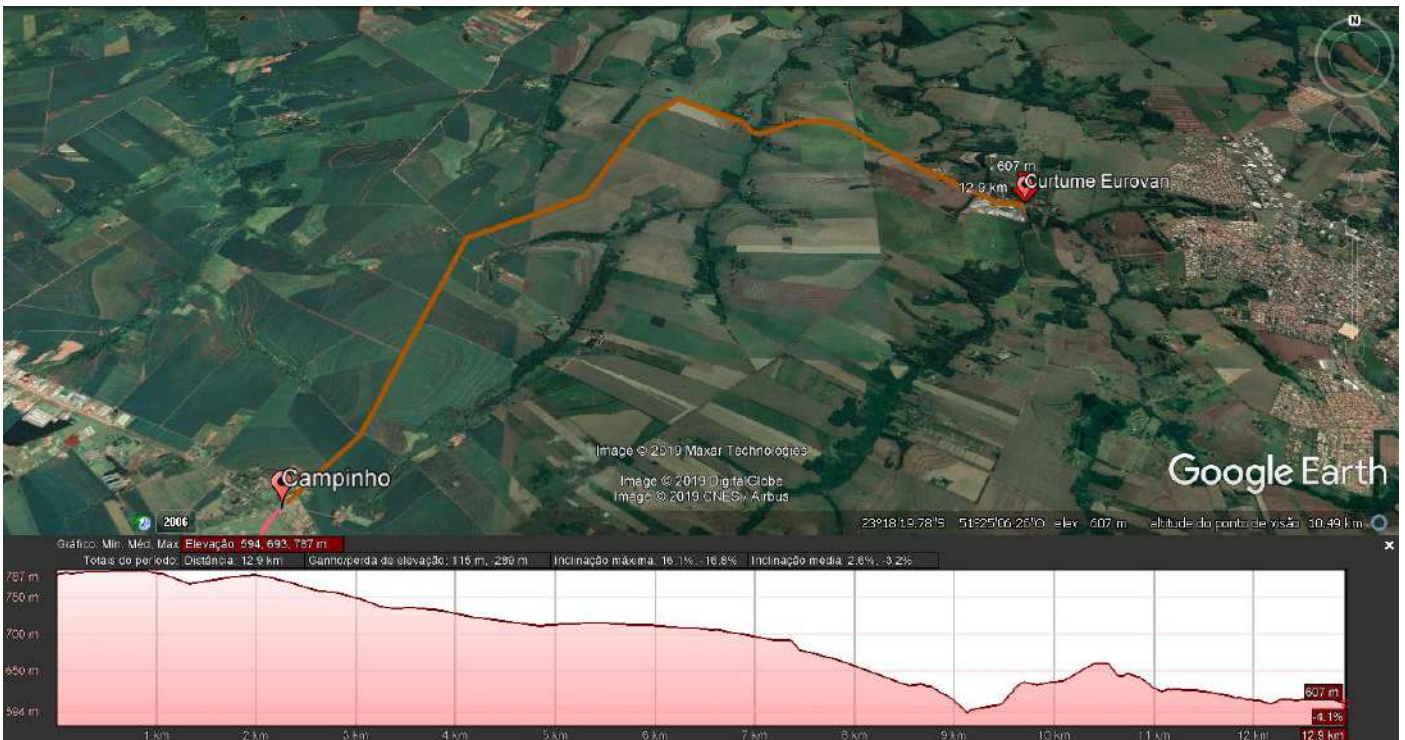 N
607 m
12.9 km
Curtume Eurovan
Campinho
Image © 2019 Maxar Technologies
Image © 2019 DigitalGlobe
Image © 2019 CNES / Airbus
Google Earth
2006
23°18'19.78"S 51°25'06.26"O elev 607 m altitude do ponto de visão 10.49 km
Gráfico: Mín, Méd, Máx Elevação: 594, 693, 787 m
Totais do período: Distância: 12.9 km Ganho/perda de elevação: 115 m, -289 m Inclinação máxima: 16.1%, -16.8% Inclinação média: 2.6%, -3.2%
787 m
750 m
700 m
650 m
594 m
607 m
-4.1%
1 km 2 km 3 km 4 km 5 km 6 km 7 km 8 km 9 km 10 km 11 km 12 km 12.9 km